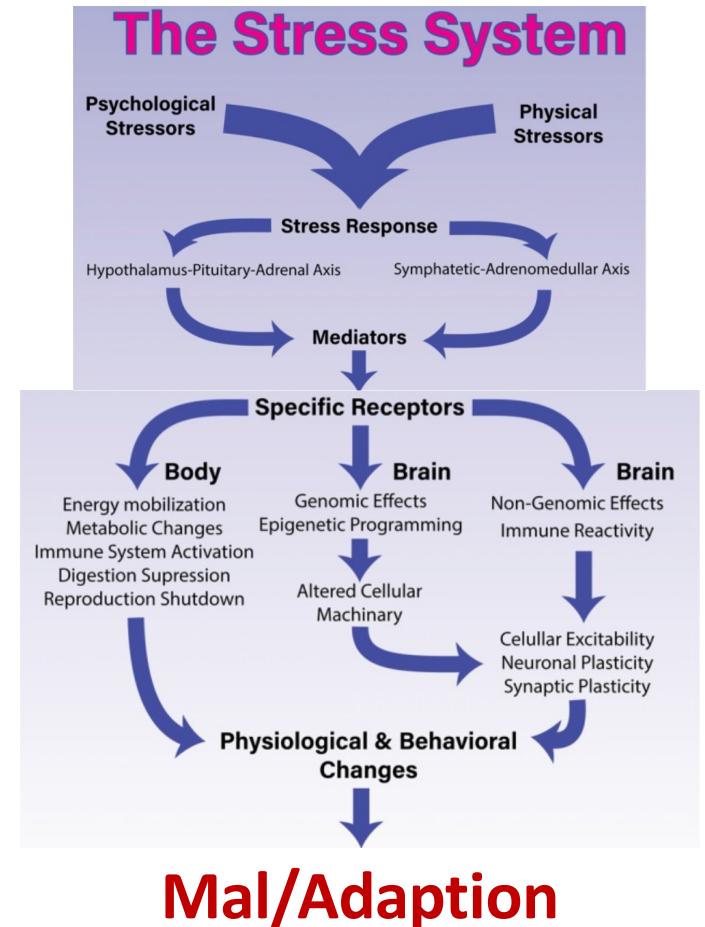 The Stress System
Psychological
Stressors
Physical
Stressors
Stress Response
Hypothalamus-Pituitary-Adrenal Axis
Symphatetic-Adrenomedullar Axis
Mediators
Specific Receptors
Body
Energy mobilization
Metabolic Changes
Immune System Activation
Digestion Supression
Reproduction Shutdown
Brain
Genomic Effects
Epigenetic Programming
Altered Cellular
Machinary
Brain
Non-Genomic Effects
Immune Reactivity
Celullar Excitability
Neuronal Plasticity
Synaptic Plasticity
Physiological & Behavioral
Changes
Mal/Adaption